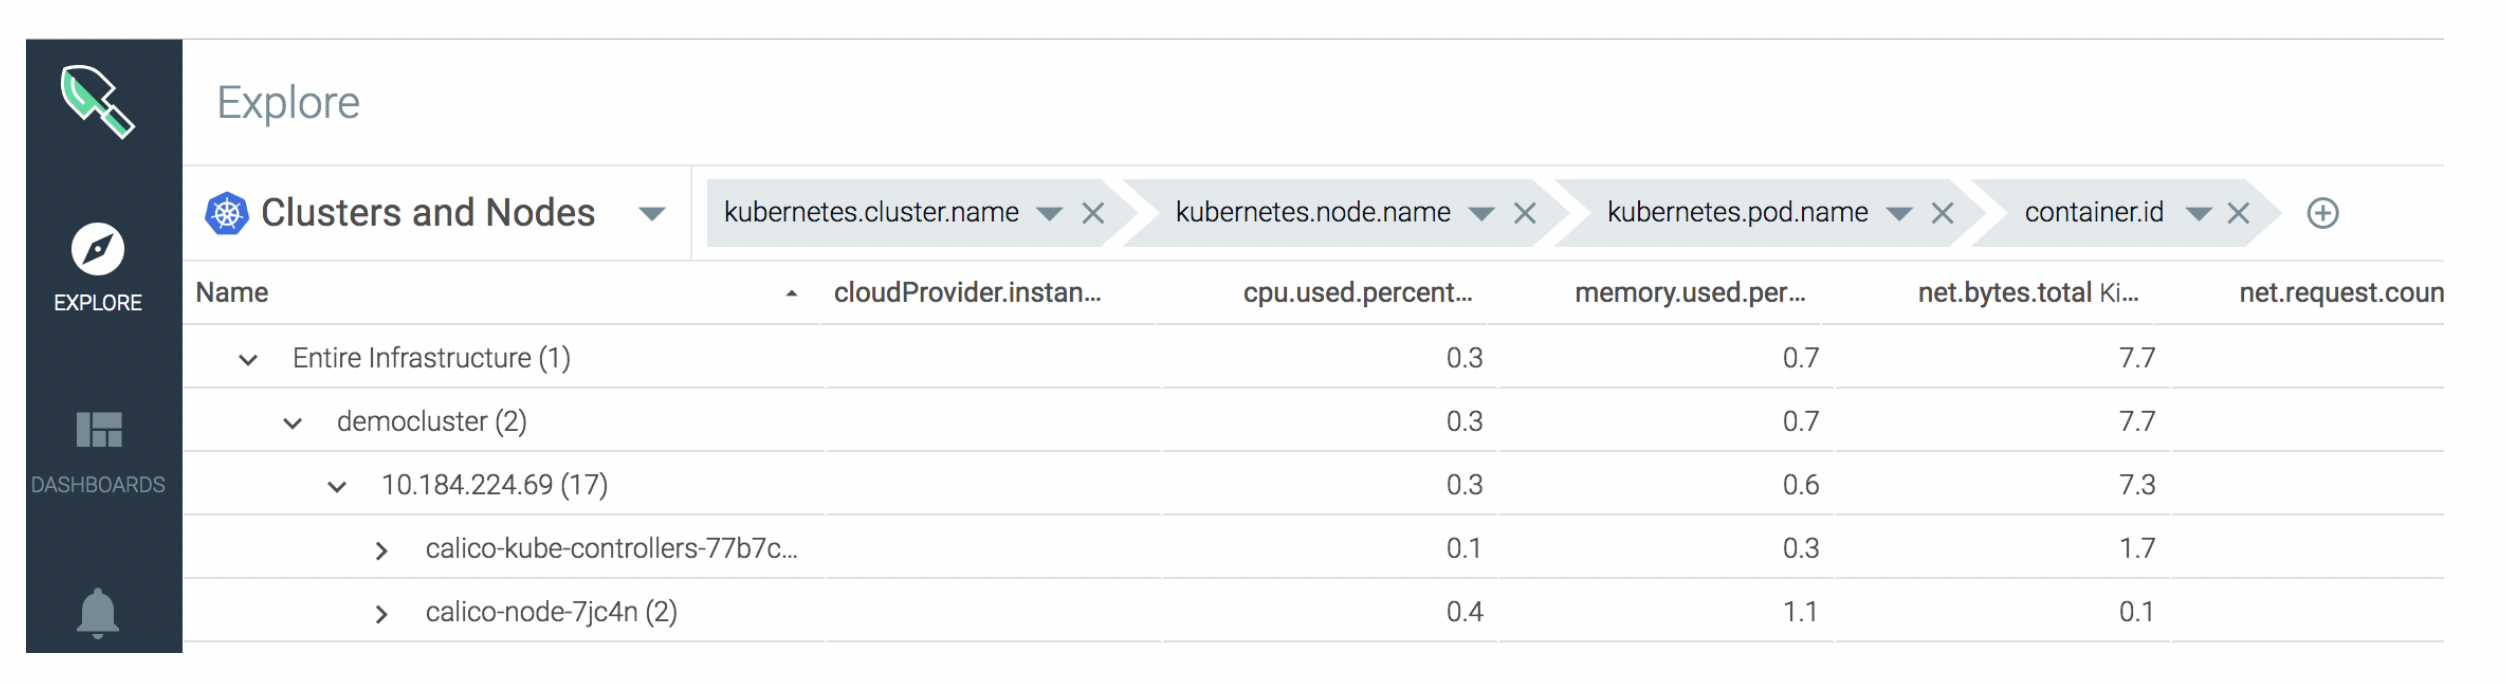 Explore
Clusters and Nodes kubernetes.cluster.name kubernetes.node.name kubernetes.pod.name container.id
EXPLORE
Name cloudProvider.instan... cpu.used.percent... memory.used.per... net.bytes.total Ki... net.request.coun
Entire Infrastructure (1) 0.3 0.7 7.7
democluster (2) 0.3 0.7 7.7
DASHBOARDS
10.184.224.69 (17) 0.3 0.6 7.3
calico-kube-controllers-77b7c... 0.1 0.3 1.7
calico-node-7jc4n (2) 0.4 1.1 0.1